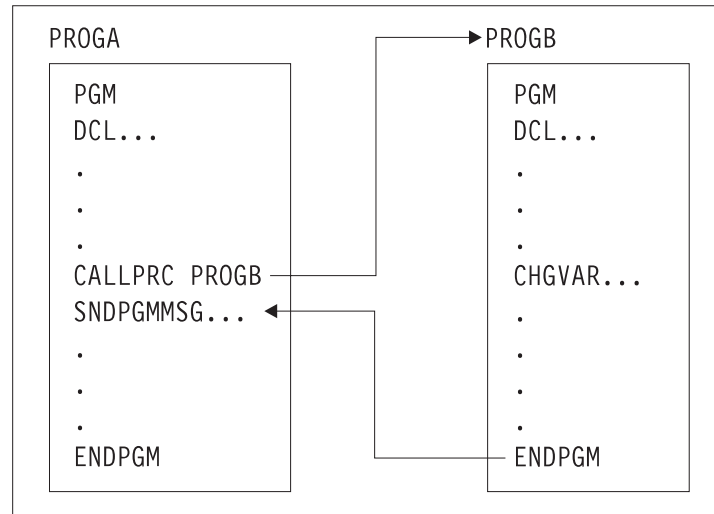 PROGA
PGM
DCL...
.
.
.
CALLPRC PROGB
SNDPGMMSG...
.
.
.
ENDPGM
PROGB
PGM
DCL...
.
.
.
CHGVAR...
.
.
.
.
ENDPGM